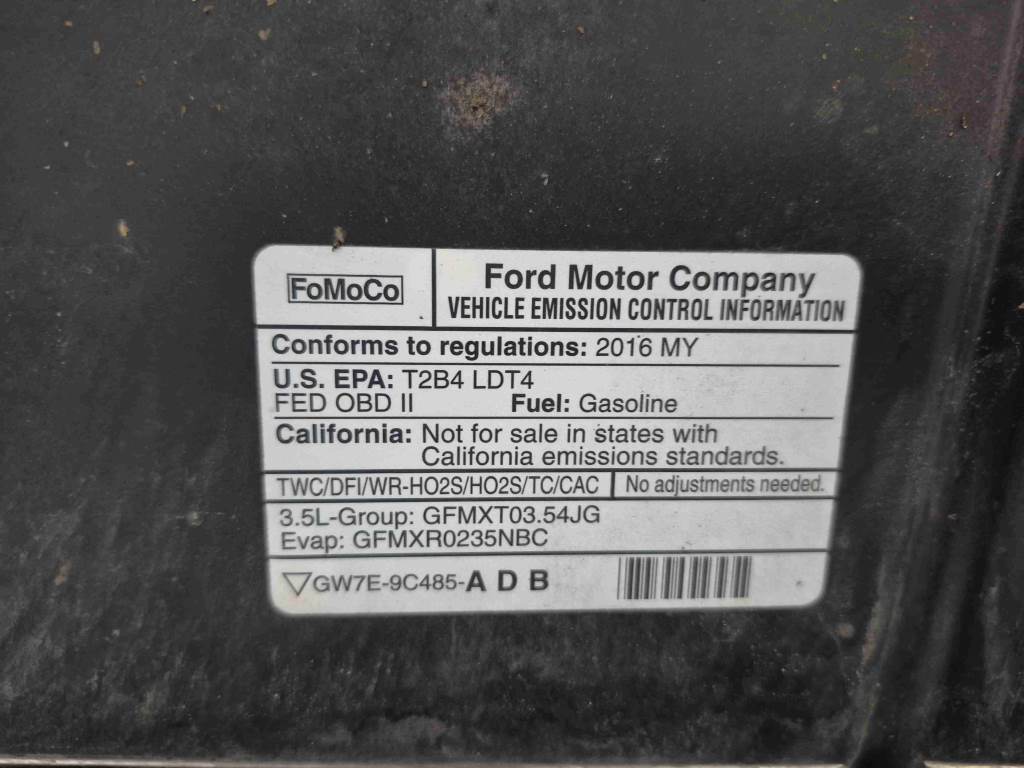 FoMoCo
Ford Motor Company
VEHICLE EMISSION CONTROL INFORMATION
Conforms to regulations: 2016 MY
U.S. EPA: T2B4 LDT4
FED OBD II Fuel: Gasoline
California: Not for sale in states with
California emissions standards.
TWC/DFI/WR-HO2S/HO2S/TC/CAC No adjustments needed.
3.5L-Group: GFMXT03.54JG
Evap: GFMXR0235NBC
▽GW7E-9C485-A D B